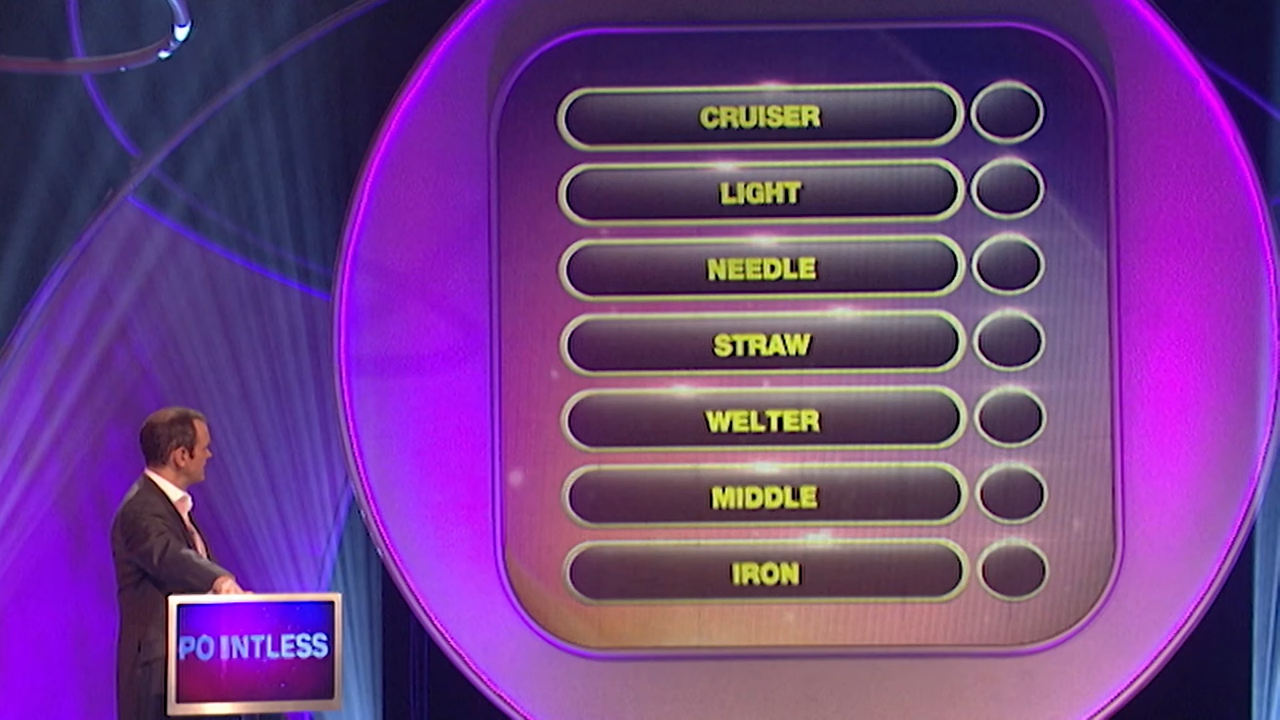 CRUISER
LIGHT
NEEDLE
STRAW
WELTER
MIDDLE
IRON
POINTLESS